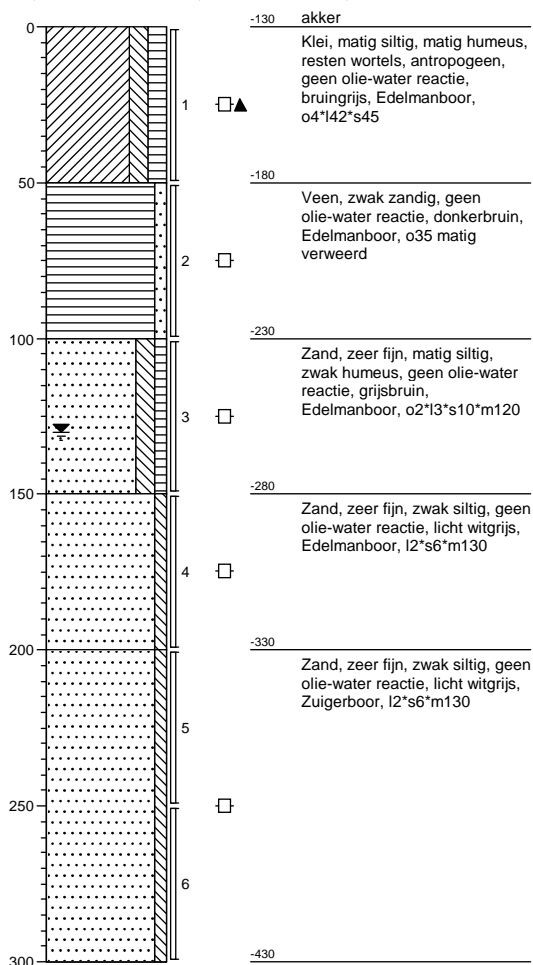 0
-130 akker
Klei, matig siltig, matig humeus,
resten wortels, antropogeen,
geen olie-water reactie,
bruingrijs, Edelmanboor,
o4*l42*s45
1
50
-180
Veen, zwak zandig, geen
olie-water reactie, donkerbruin,
Edelmanboor, o35 matig
verweerd
2
100
-230
Zand, zeer fijn, matig siltig,
zwak humeus, geen olie-water
reactie, grijsbruin,
Edelmanboor, o2*l3*s10*m120
3
150
-280
Zand, zeer fijn, zwak siltig, geen
olie-water reactie, licht witgrijs,
Edelmanboor, l2*s6*m130
4
200
-330
Zand, zeer fijn, zwak siltig, geen
olie-water reactie, licht witgrijs,
Zuigerboor, l2*s6*m130
5
250
6
300
-430